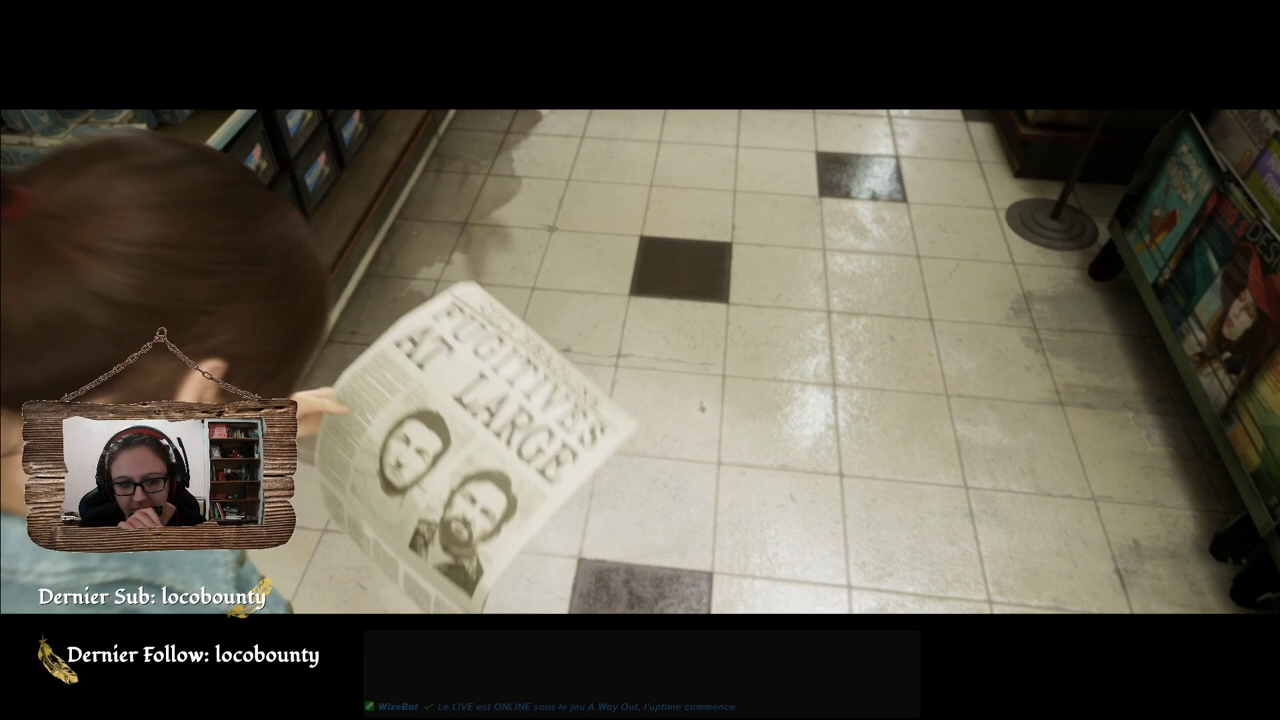 FUGITIVES
AT LARGE
Dernier Sub: locobounty
Dernier Follow: locobounty
WizeBot ✓ Le LIVE est ONLINE sous le jeu A Way Out, l'uptime commence.